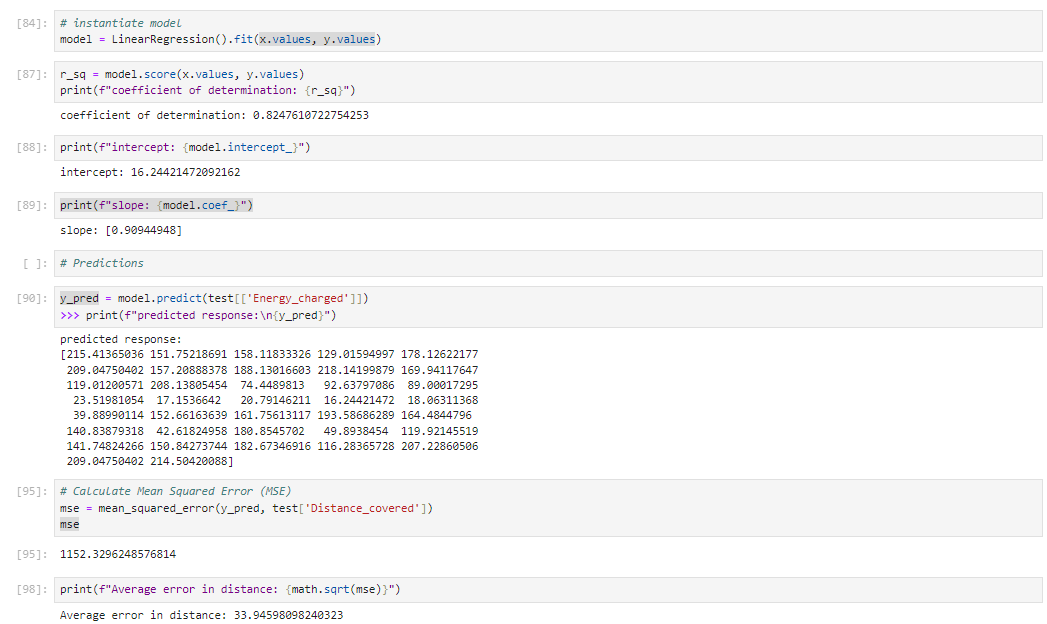 [84]: # instantiate model
model = LinearRegression().fit(x.values, y.values)
[87]: r_sq = model.score(x.values, y.values)
print(f"coefficient of determination: {r_sq}")
coefficient of determination: 0.8247610722754253
[88]: print(f"intercept: {model.intercept_}")
intercept: 16.24421472092162
[89]: print(f"slope: {model.coef_}")
slope: [0.90944948]
[ ]: # Predictions
[90]: y_pred = model.predict(test[['Energy_charged']])
>>> print(f"predicted response:\n{y_pred}")
predicted response:
[215.41365036 151.75218691 158.11833326 129.01594997 178.12622177
209.04750402 157.20888378 188.13016603 218.14199879 169.94117647
119.01200571 208.13805454 74.4489813 92.63797086 89.00017295
23.51981054 17.1536642 20.79146211 16.24421472 18.06311368
39.88990114 152.66163639 161.75613117 193.58686289 164.4844796
140.83879318 42.61824958 180.8545702 49.8938454 119.92145519
141.74824266 150.84273744 182.67346916 116.28365728 207.22860506
209.04750402 214.50420088]
[95]: # Calculate Mean Squared Error (MSE)
mse = mean_squared_error(y_pred, test['Distance_covered'])
mse
[95]: 1152.3296248576814
[98]: print(f"Average error in distance: {math.sqrt(mse)}")
Average error in distance: 33.94598098240323